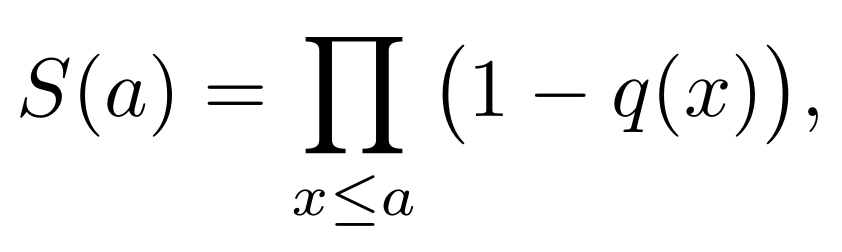 S(a) = ∏_{x≤a} (1 − q(x)),